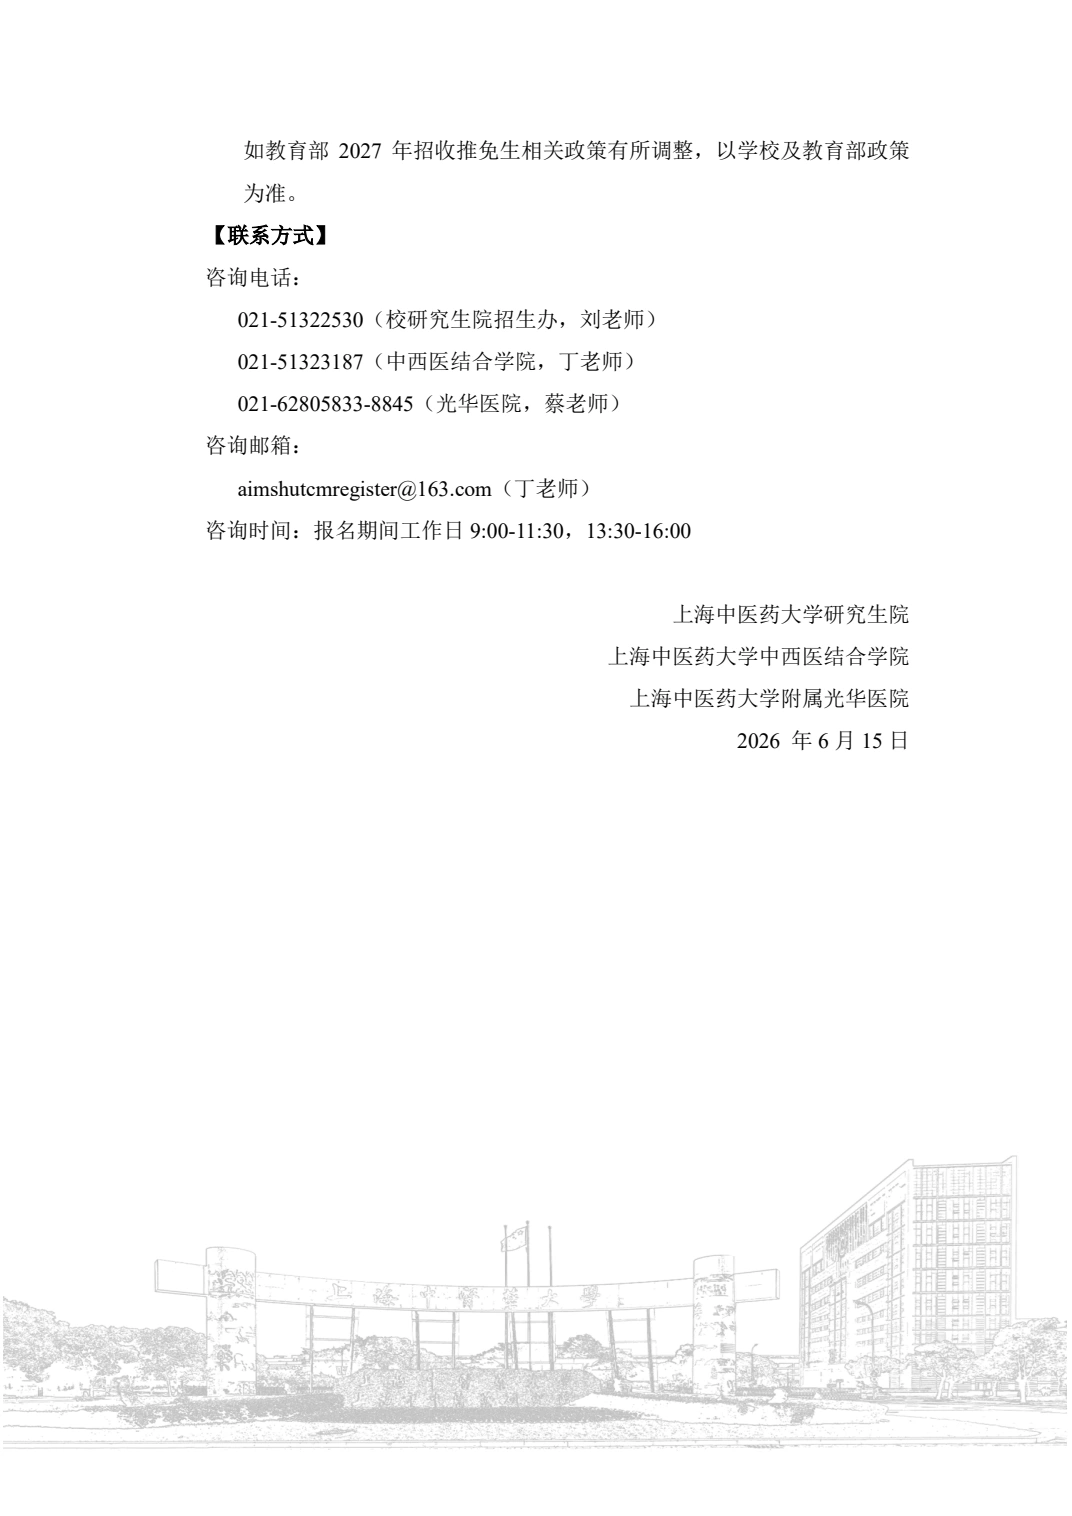 如教育部 2027 年招收推免生相关政策有所调整，以学校及教育部政策
为准。
【联系方式】
咨询电话：
021-51322530（校研究生院招生办，刘老师）
021-51323187（中西医结合学院，丁老师）
021-62805833-8845（光华医院，蔡老师）
咨询邮箱：
aimshutcmregister@163.com（丁老师）
咨询时间：报名期间工作日 9:00-11:30，13:30-16:00
上海中医药大学研究生院
上海中医药大学中西医结合学院
上海中医药大学附属光华医院
2026 年 6 月 15 日